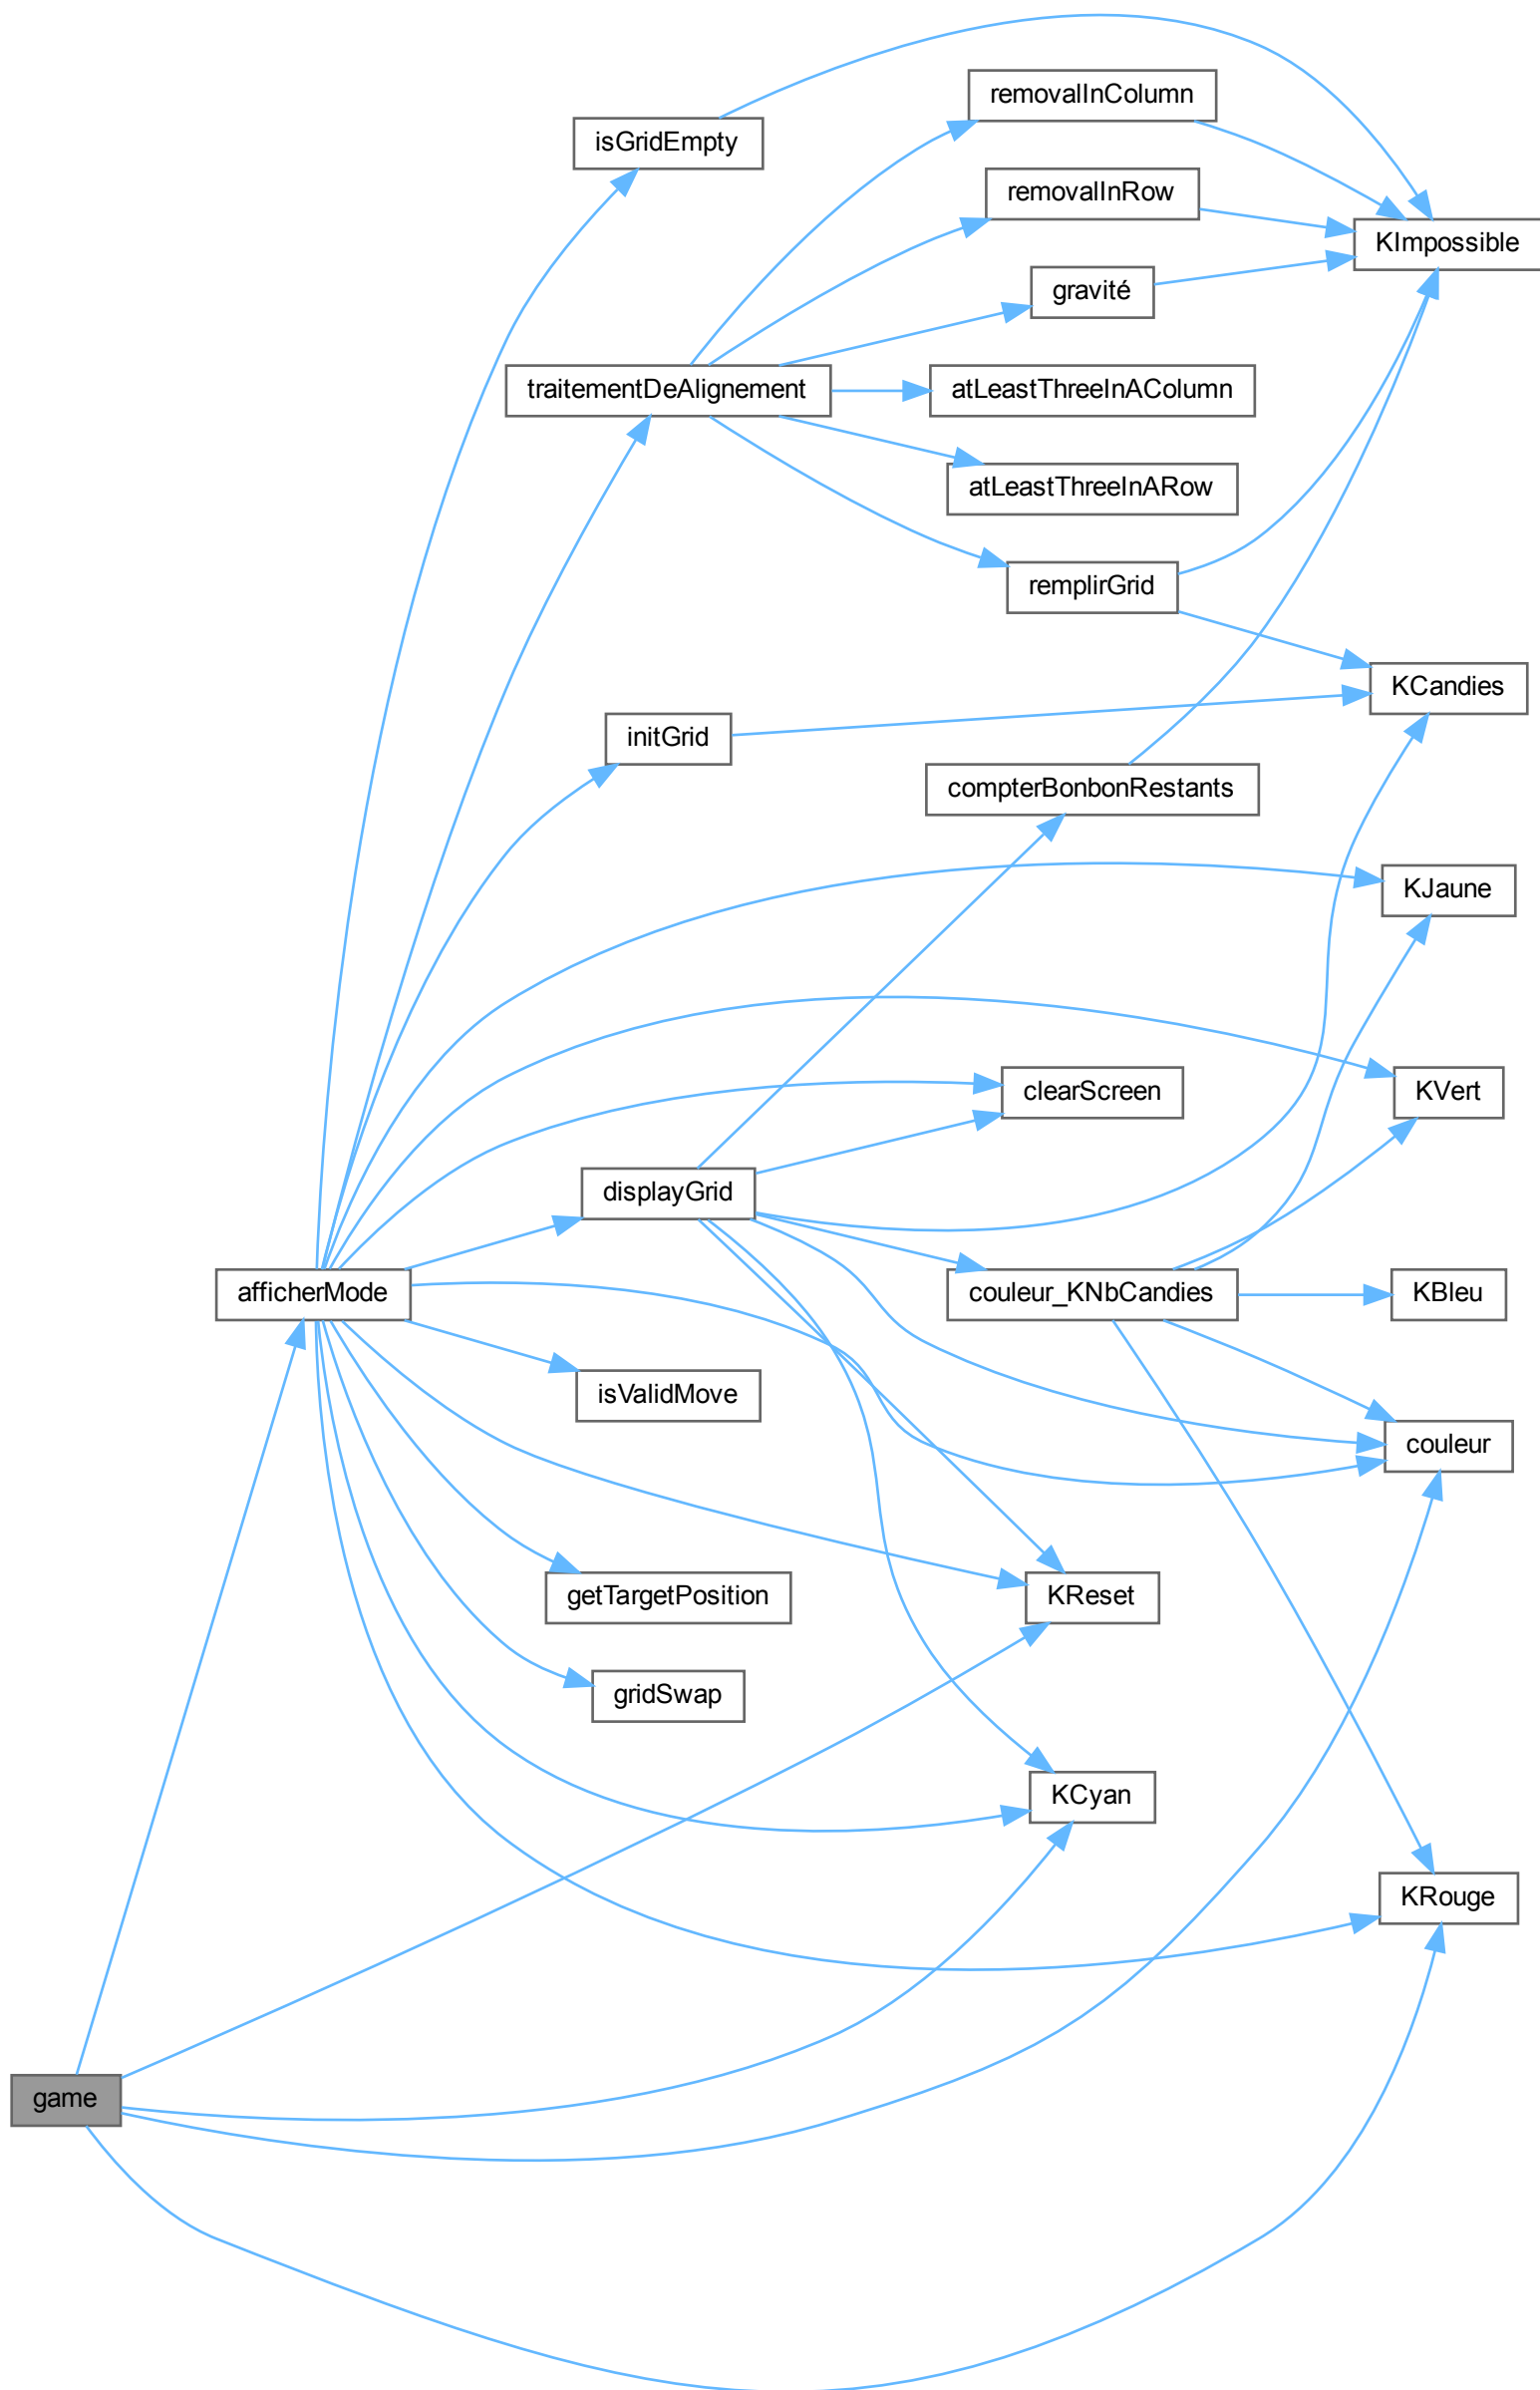 removalInColumn
isGridEmpty
removalInRow
KImpossible
gravité
traitementDeAlignement
atLeastThreeInAColumn
atLeastThreeInARow
remplirGrid
KCandies
initGrid
compterBonbonRestants
KJaune
clearScreen
KVert
displayGrid
afficherMode
couleur_KNbCandies
KBleu
isValidMove
couleur
getTargetPosition
KReset
gridSwap
KCyan
KRouge
game